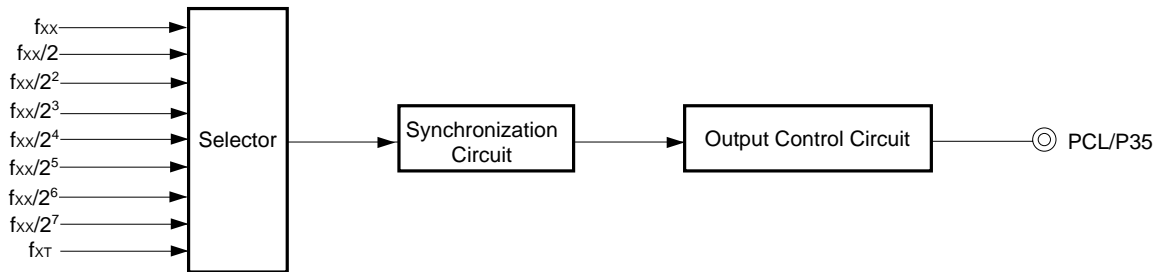 fXX
fXX/2
fXX/2²
fXX/2³
fXX/2⁴
fXX/2⁵
fXX/2⁶
fXX/2⁷
fXT
Selector
Synchronization
Circuit
Output Control Circuit
PCL/P35